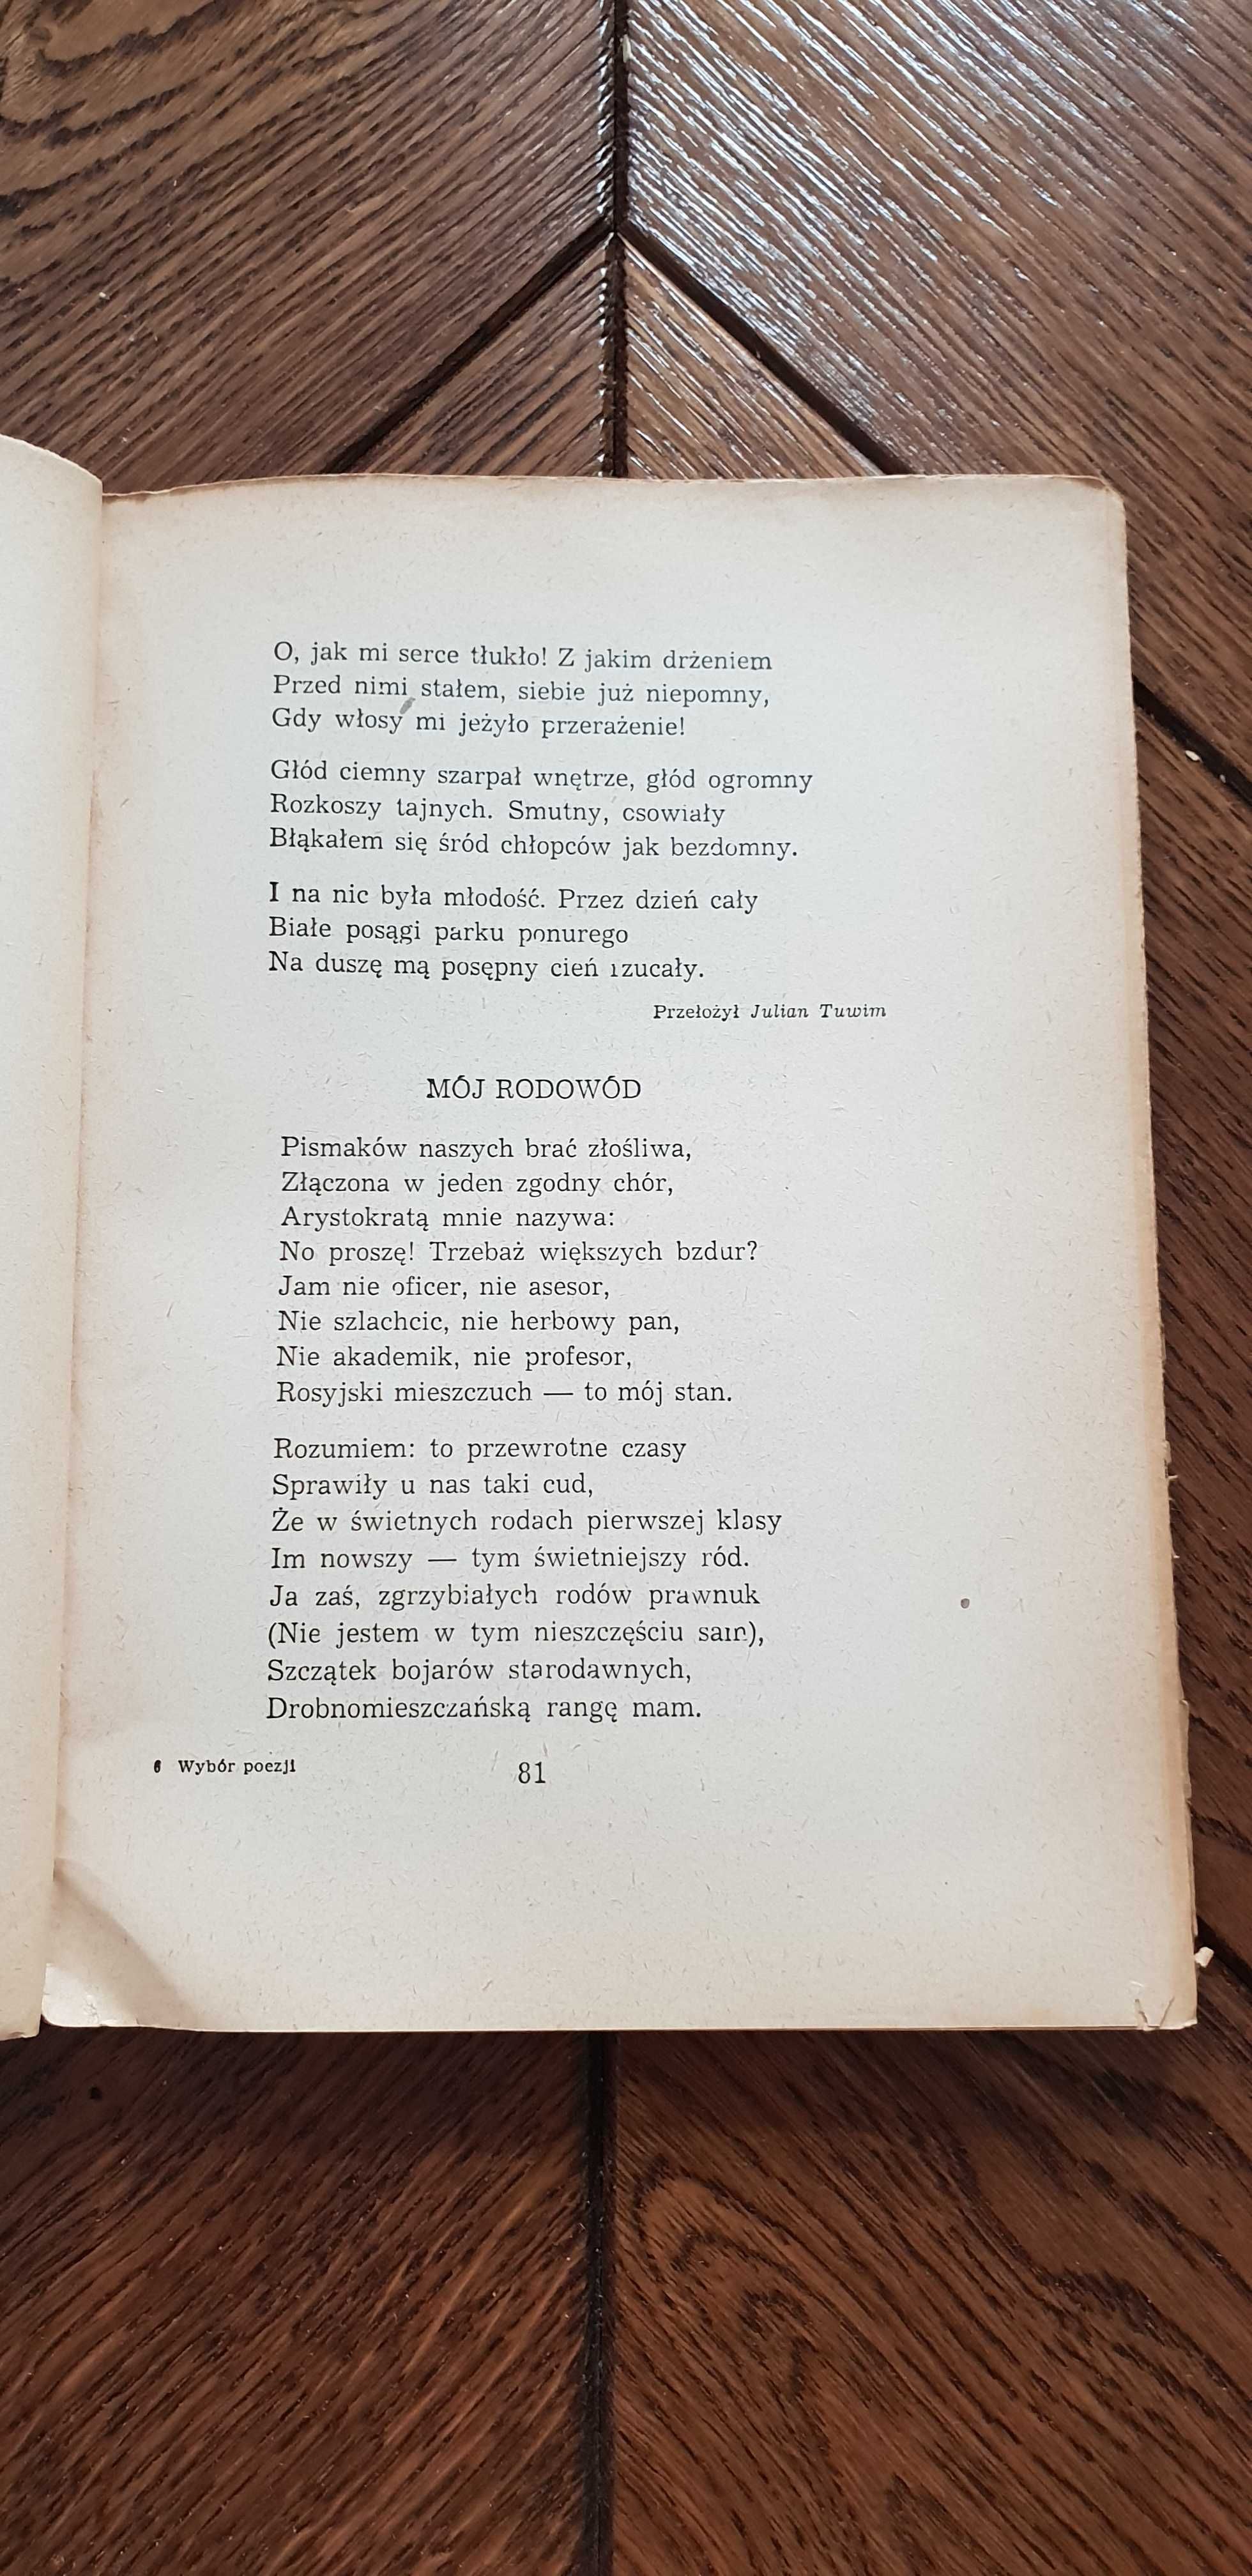 O, jak mi serce tłukło! Z jakim drżeniem
Przed nimi stałem, siebie już niepomny,
Gdy włosy mi jeżyło przerażenie!
Głód ciemny szarpał wnętrze, głód ogromny
Rozkoszy tajnych. Smutny, osowiały
Błąkałem się śród chłopców jak bezdomny.
I na nic była młodość. Przez dzień cały
Białe posągi parku ponurego
Na duszę mą posępny cień rzucały.
Przełożył Julian Tuwim
MÓJ RODOWÓD
Pismaków naszych brać złośliwa,
Złączona w jeden zgodny chór,
Arystokratą mnie nazywa:
No proszę! Trzebaż większych bzdur?
Jam nie oficer, nie asesor,
Nie szlachcic, nie herbowy pan,
Nie akademik, nie profesor,
Rosyjski mieszczuch — to mój stan.
Rozumiem: to przewrotne czasy
Sprawiły u nas taki cud,
Że w świetnych rodach pierwszej klasy
Im nowszy — tym świetniejszy ród.
Ja zaś, zgrzybiałych rodów prawnuk
(Nie jestem w tym nieszczęściu sam),
Szczątek bojarów starodawnych,
Drobnomieszczańską rangę mam.
6 Wybór poezji
81